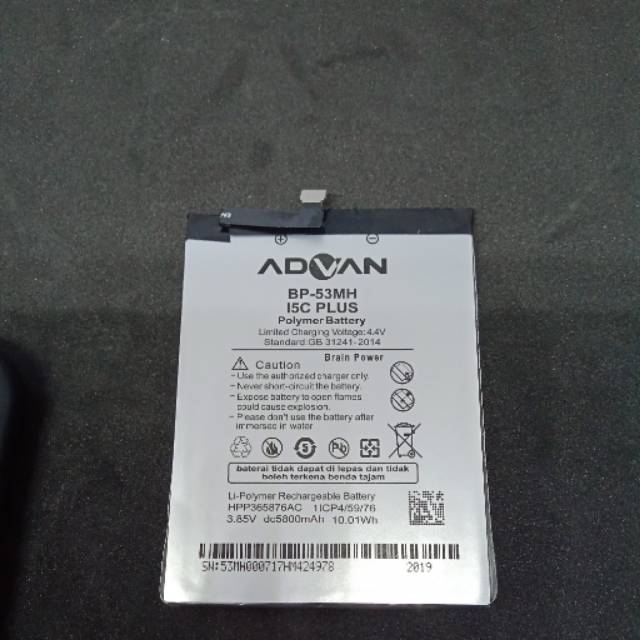 ADVAN
BP-53MH
I5C PLUS
Polymer Battery
Limited Charging Voltage: 4.4V
Standard:GB 31241-2014
Brain Power
Caution
- Use the authorized charger only.
- Never short-circuit the battery.
- Expose battery to open flames
could cause explosion.
- Please don't use the battery after
immersed in water
baterai tidak dapat di lepas dan tidak
boleh terkena benda tajam
Li-Polymer Rechargeable Battery
HPP365876AC 1ICP4/59/76
3.85V dc5800mAh 10.01Wh
SN:53MH000717HM424978 2019